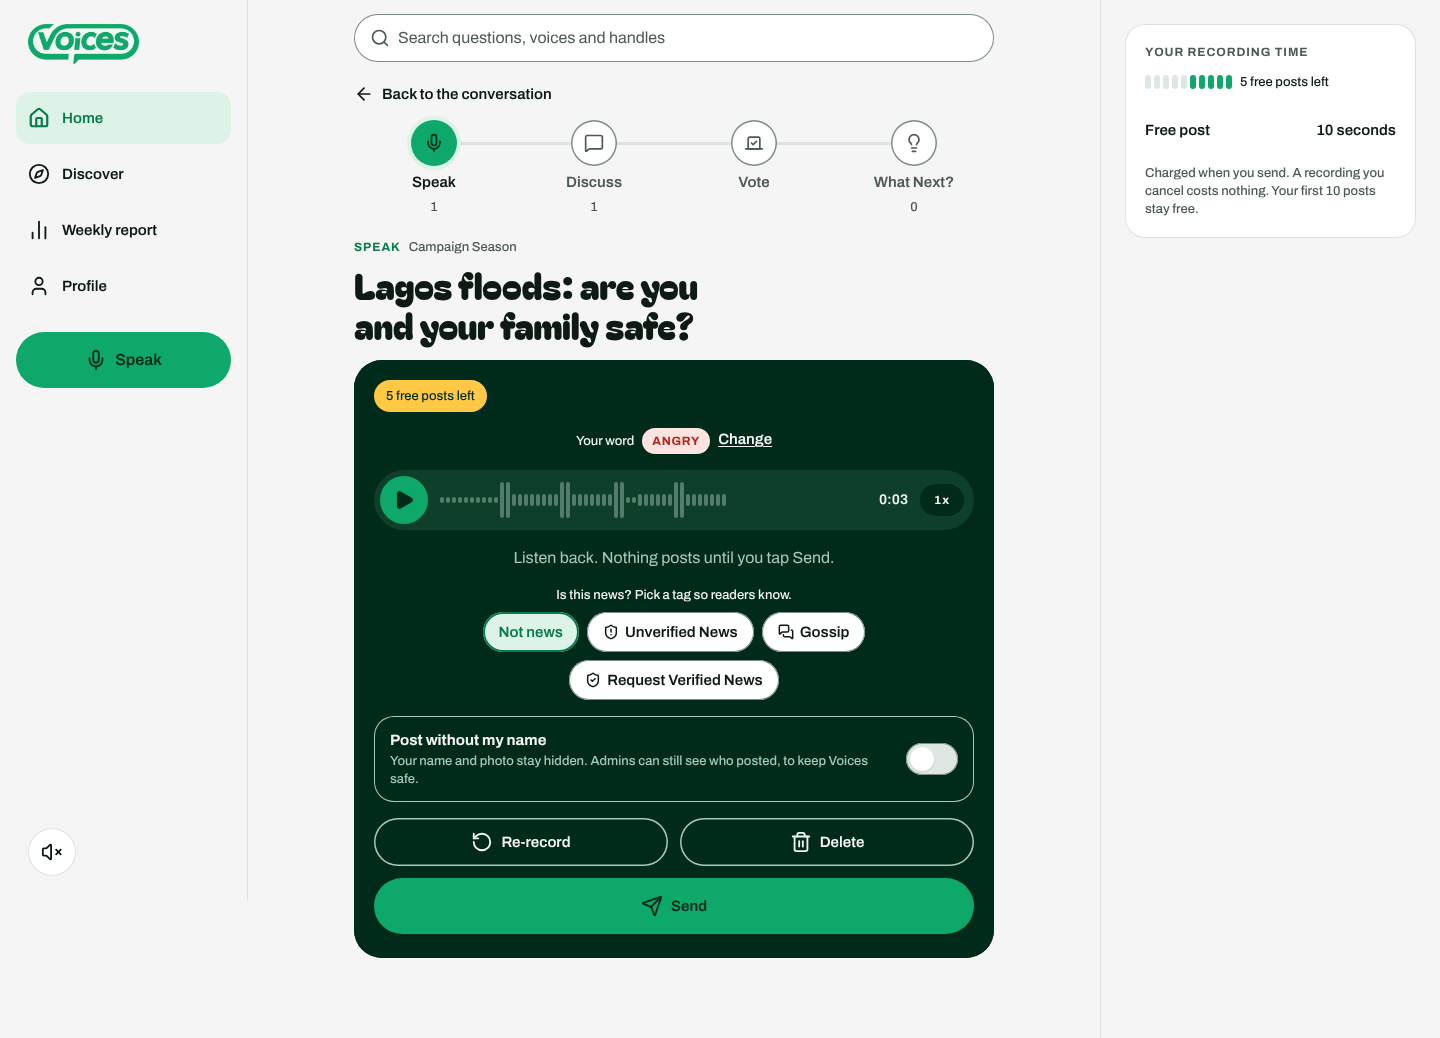 Voices
Home
Discover
Weekly report
Profile
Speak
Search questions, voices and handles
Back to the conversation
Speak
1
Discuss
1
Vote
What Next?
0
SPEAK Campaign Season
Lagos floods: are you
and your family safe?
5 free posts left
Your word ANGRY Change
0:03 1x
Listen back. Nothing posts until you tap Send.
Is this news? Pick a tag so readers know.
Not news Unverified News Gossip
Request Verified News
Post without my name
Your name and photo stay hidden. Admins can still see who posted, to keep Voices
safe.
Re-record Delete
Send
YOUR RECORDING TIME
5 free posts left
Free post 10 seconds
Charged when you send. A recording you
cancel costs nothing. Your first 10 posts
stay free.